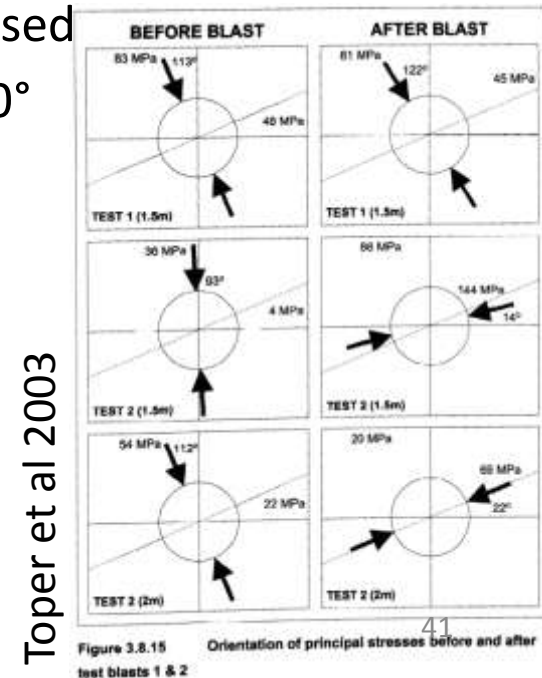 sed
0°
Toper et al 2003
BEFORE BLAST
AFTER BLAST
83 MPa
113°
48 MPa
TEST 1 (1.5m)
81 MPa
122°
45 MPa
TEST 1 (1.5m)
36 MPa
93°
4 MPa
TEST 2 (1.5m)
144 MPa
14°
TEST 2 (1.5m)
54 MPa
112°
22 MPa
TEST 2 (2m)
20 MPa
69 MPa
22°
TEST 2 (2m)
41
Figure 3.8.15 Orientation of principal stresses before and after
test blasts 1 & 2